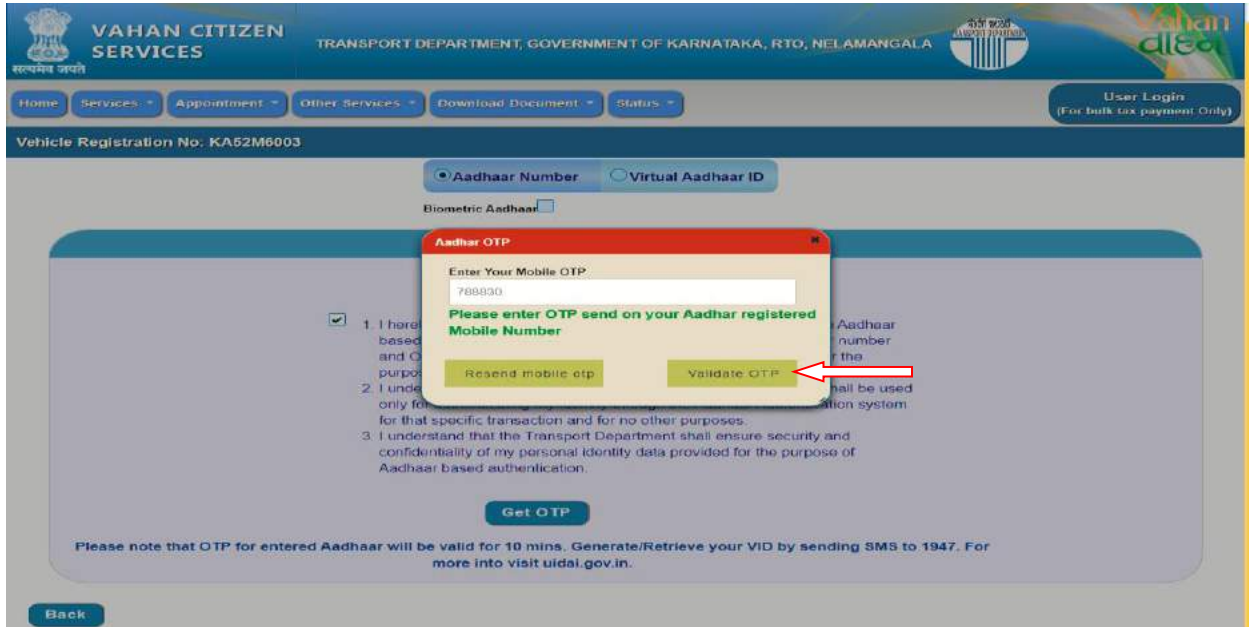 VAHAN CITIZEN
SERVICES
सत्यमेव जयते
TRANSPORT DEPARTMENT, GOVERNMENT OF KARNATAKA, RTO, NELAMANGALA
Vahan
Home
Services
Appointment
Other Services
Download Document
Status
User Login
(For bulk tax payment Only)
Vehicle Registration No: KA52M6003
Aadhaar Number
Virtual Aadhaar ID
Biometric Aadhaar
Aadhar OTP
Enter Your Mobile OTP
788830
Please enter OTP send on your Aadhar registered
Mobile Number
Resend mobile otp
Validate OTP
1. I Aadhaar
based number
and r the
2. I hall be used
only
for that specific transaction and for no other purposes.
3. I understand that the Transport Department shall ensure security and
confidentiality of my personal identity data provided for the purpose of
Aadhaar based authentication.
Get OTP
Please note that OTP for entered Aadhaar will be valid for 10 mins. Generate/Retrieve your VID by sending SMS to 1947. For
more into visit uidai.gov.in.
Back